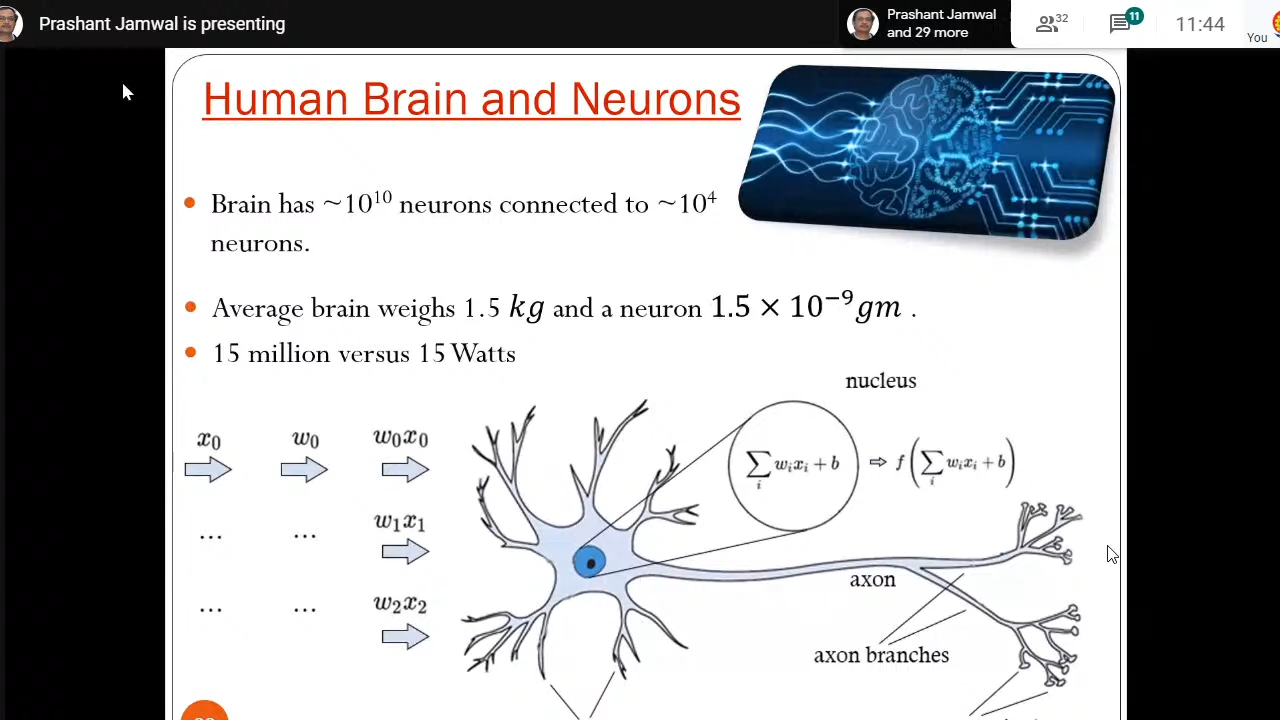 Prashant Jamwal is presenting
Prashant Jamwal
and 29 more
32
11
11:44
You
Human Brain and Neurons
Brain has ~10¹⁰ neurons connected to ~10⁴
neurons.
Average brain weighs 1.5 kg and a neuron 1.5 × 10⁻⁹ gm .
15 million versus 15 Watts
nucleus
x₀ w₀ w₀x₀
∑ᵢ wᵢxᵢ + b ⇨ f(∑ᵢ wᵢxᵢ + b)
... ... w₁x₁
axon
... ... w₂x₂
axon branches